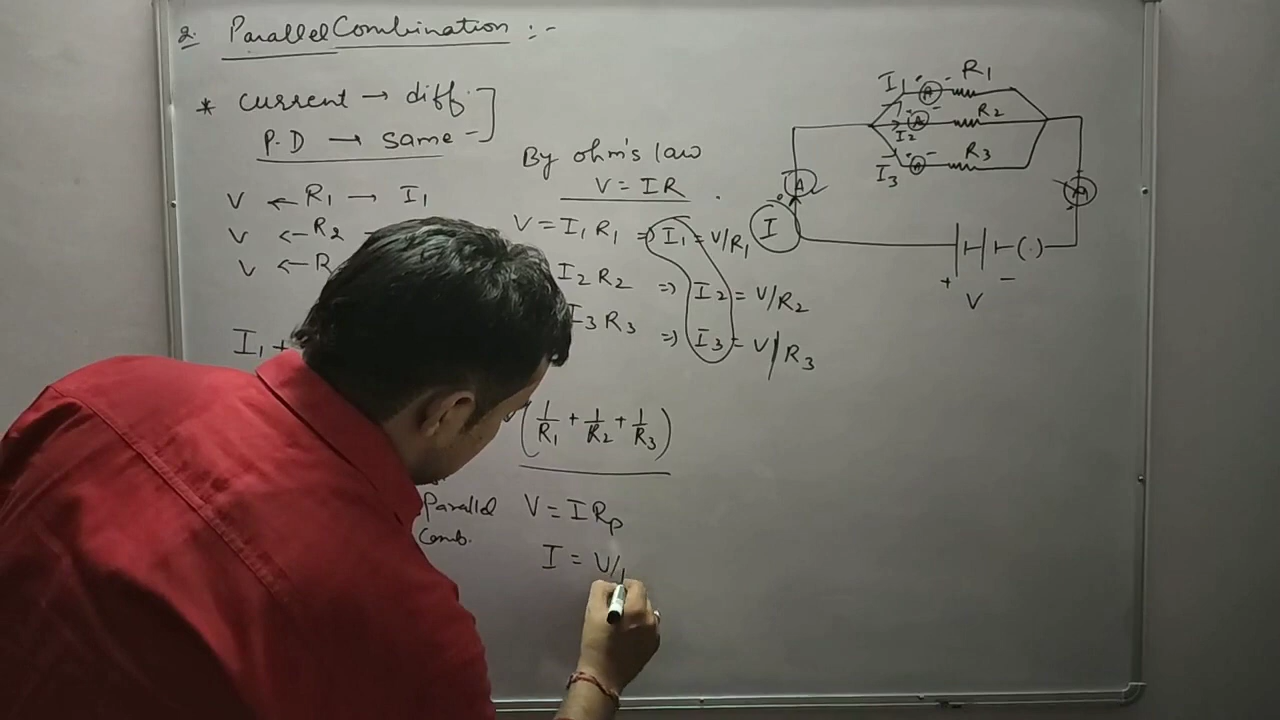 2. Parallel Combination :-
* Current → diff.
P.D → same -
V ← R1 → I1
V ← R2 -
V ← R
I1 +
By ohm's law
V = IR
V = I1 R1 ⇒ I1 = V/R1
I2 R2 ⇒ I2 = V/R2
I3 R3 ⇒ I3 = V/R3
(1/R1 + 1/R2 + 1/R3)
Parallel Comb.
V = I Rp
I = V/
I1 + A - R1
I2 + A - R2
I3 + A - R3
A
I
A
(·)
+ -
V